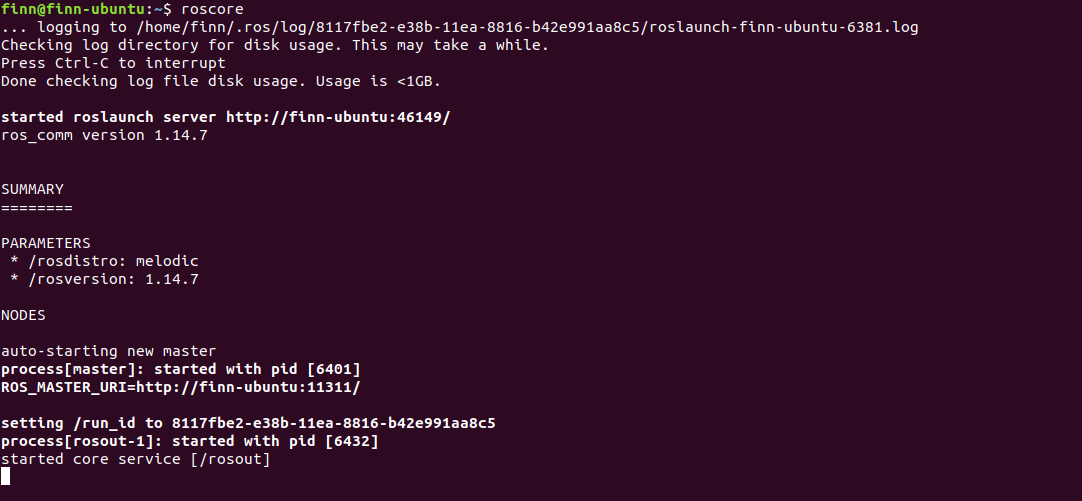 finn@finn-ubuntu:~$ roscore
... logging to /home/finn/.ros/log/8117fbe2-e38b-11ea-8816-b42e991aa8c5/roslaunch-finn-ubuntu-6381.log
Checking log directory for disk usage. This may take a while.
Press Ctrl-C to interrupt
Done checking log file disk usage. Usage is <1GB.

started roslaunch server http://finn-ubuntu:46149/
ros_comm version 1.14.7


SUMMARY
========

PARAMETERS
 * /rosdistro: melodic
 * /rosversion: 1.14.7

NODES

auto-starting new master
process[master]: started with pid [6401]
ROS_MASTER_URI=http://finn-ubuntu:11311/

setting /run_id to 8117fbe2-e38b-11ea-8816-b42e991aa8c5
process[rosout-1]: started with pid [6432]
started core service [/rosout]